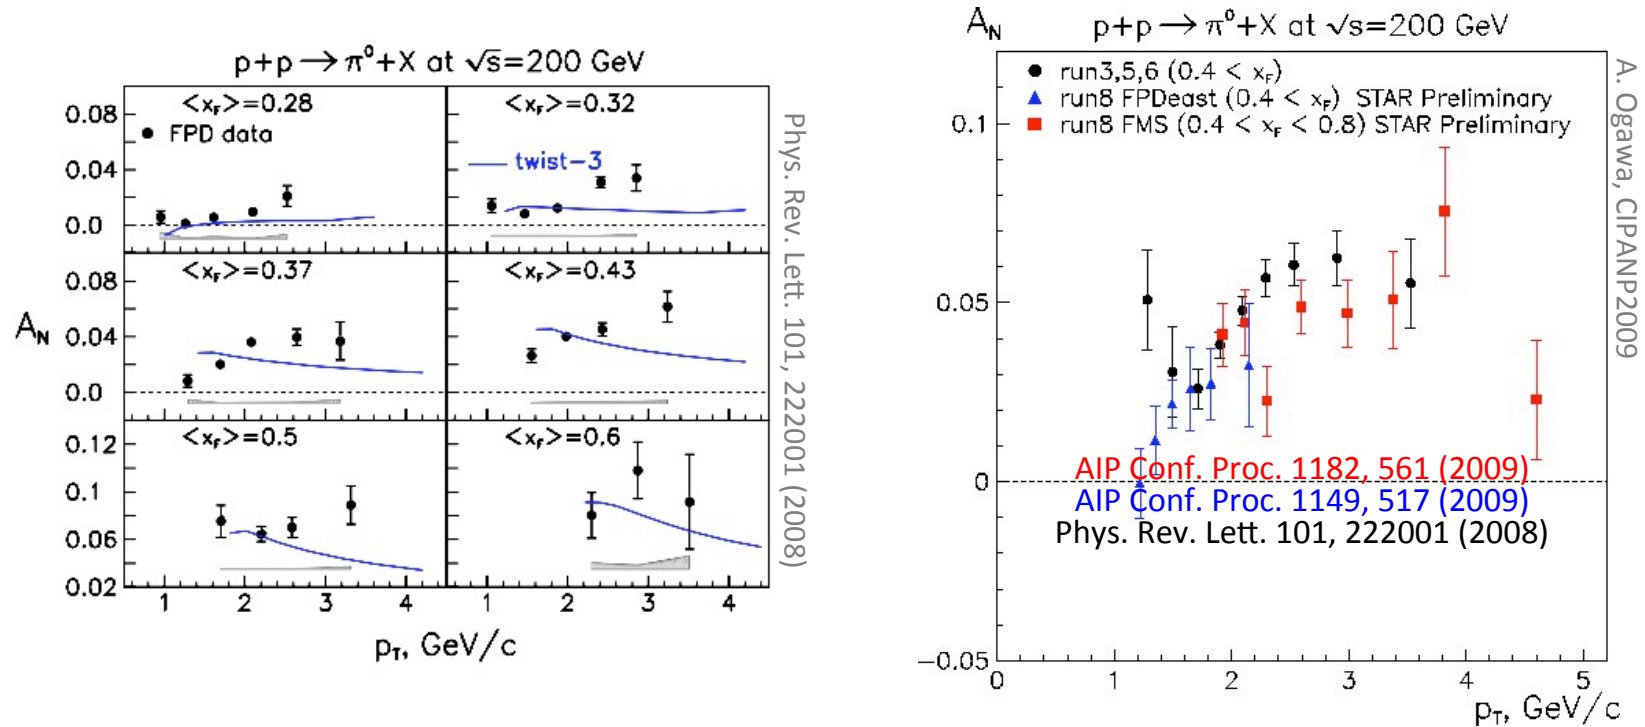 p+p → π⁰+X at √s=200 GeV
A_N
0.08
0.04
0.0
0.08
0.04
0.0
0.12
0.1
0.06
0.02
<x_F>=0.28
● FPD data
<x_F>=0.32
twist-3
<x_F>=0.37
<x_F>=0.43
<x_F>=0.5
<x_F>=0.6
1 2 3 4 1 2 3 4
p_T, GeV/c
Phys. Rev. Lett. 101, 222001 (2008)
A_N p+p → π⁰+X at √s=200 GeV
● run3,5,6 (0.4 < x_F)
▲ run8 FPDeast (0.4 < x_F) STAR Preliminary
■ run8 FMS (0.4 < x_F < 0.8) STAR Preliminary
0.1
0.05
0
−0.05
AIP Conf. Proc. 1182, 561 (2009)
AIP Conf. Proc. 1149, 517 (2009)
Phys. Rev. Lett. 101, 222001 (2008)
0 1 2 3 4 5
p_T, GeV/c
A. Ogawa, CIPANP2009